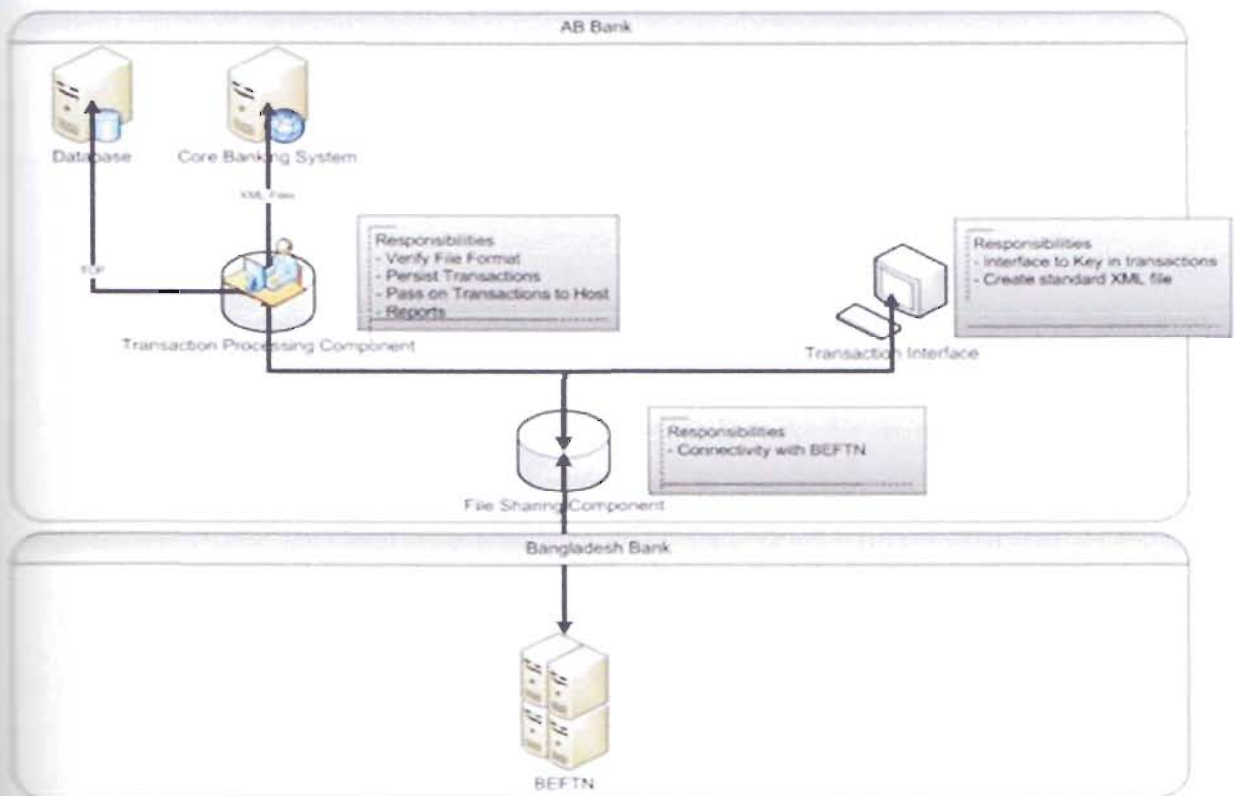 AB Bank
Database
Core Banking System
XML Files
TCP
Responsibilities
- Verify File Format
- Persist Transactions
- Pass on Transactions to Host
- Reports
Transaction Processing Component
Responsibilities
- Interface to Key in transactions
- Create standard XML file
Transaction Interface
Responsibilities
- Connectivity with BEFTN
File Sharing Component
Bangladesh Bank
BEFTN